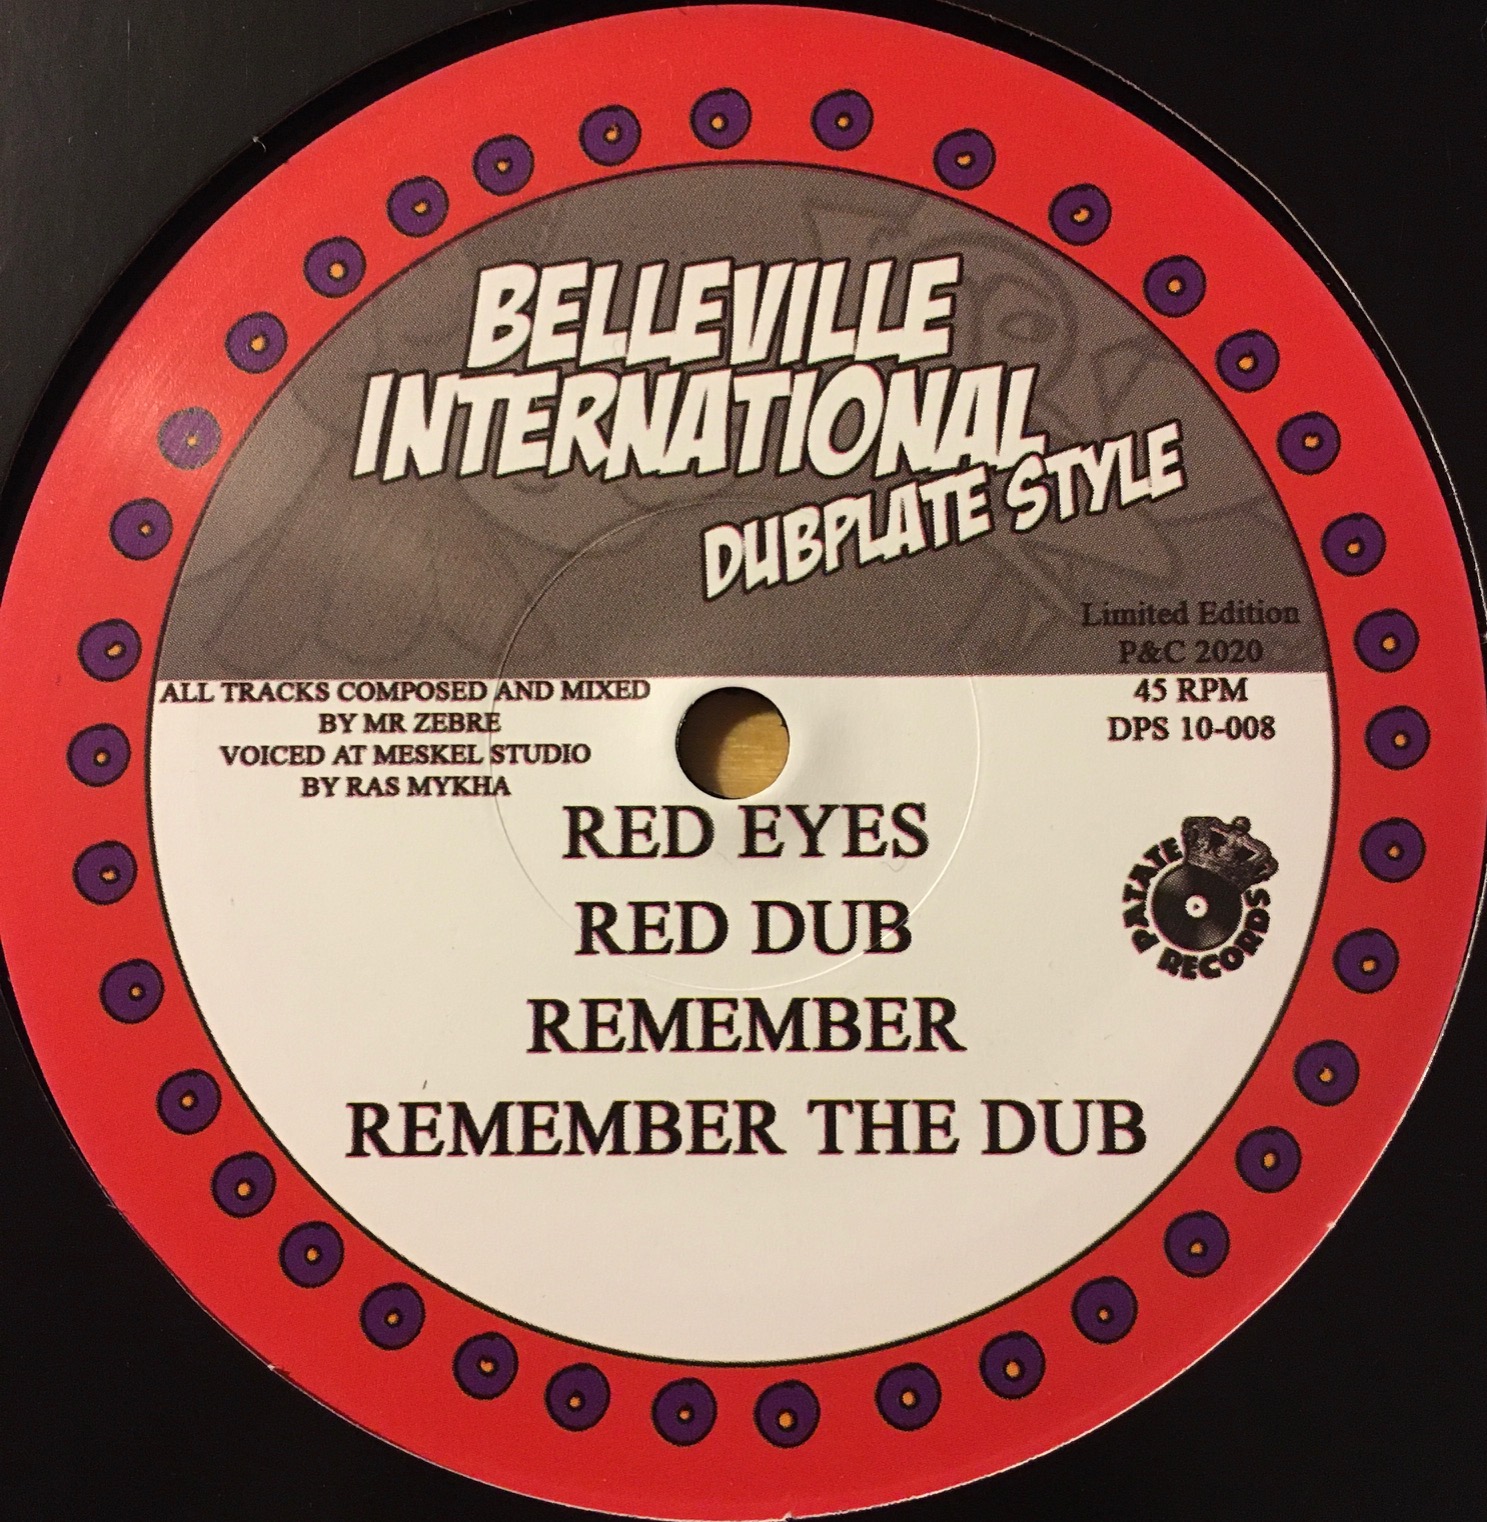 BELLEVILLE
INTERNATIONAL
DUBPLATE STYLE
Limited Edition
P&C 2020
45 RPM
DPS 10-008
ALL TRACKS COMPOSED AND MIXED
BY MR ZEBRE
VOICED AT MESKEL STUDIO
BY RAS MYKHA
RED EYES
RED DUB
REMEMBER
REMEMBER THE DUB
PATATE RECORDS